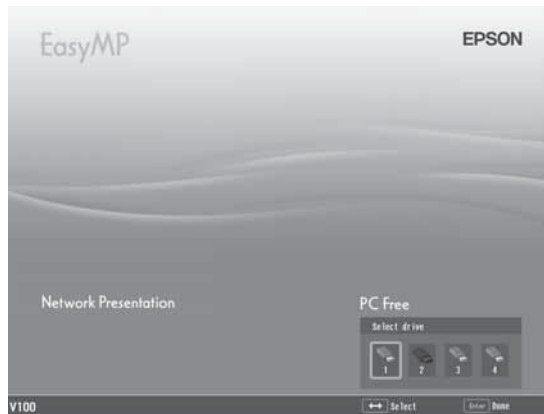 EasyMP
EPSON
Network Presentation
PC Free
Select drive
1 2 3 4
V100
Select
Enter Done